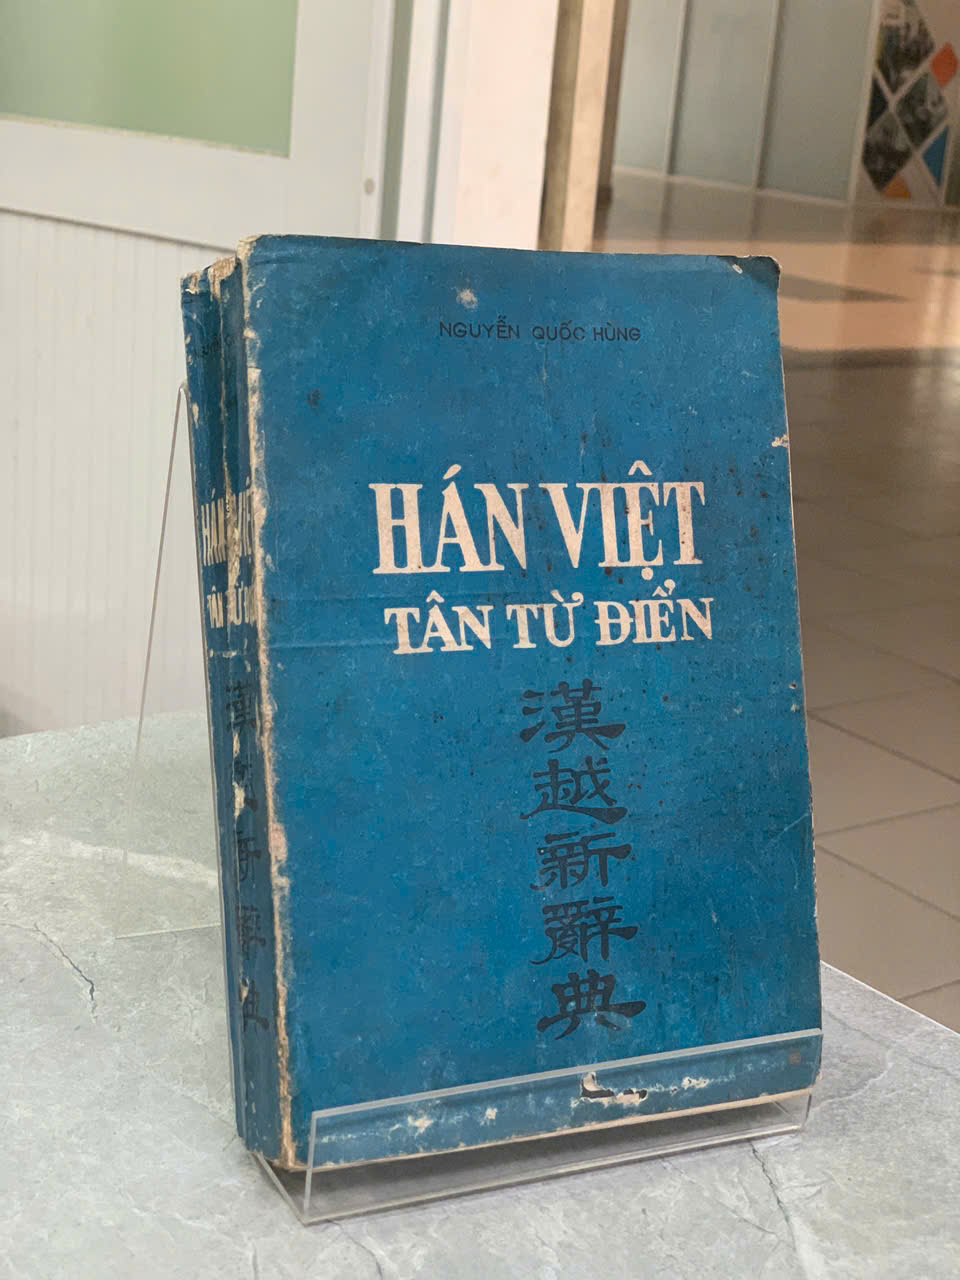 NGUYỄN QUỐC HÙNG
HÁN VIỆT
TÂN TỪ ĐIỂN
漢越新辭典